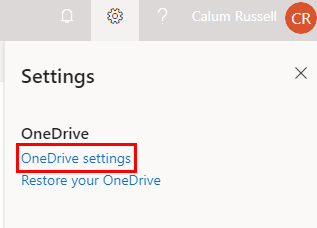 ? Calum Russell CR
Settings
OneDrive
OneDrive settings
Restore your OneDrive